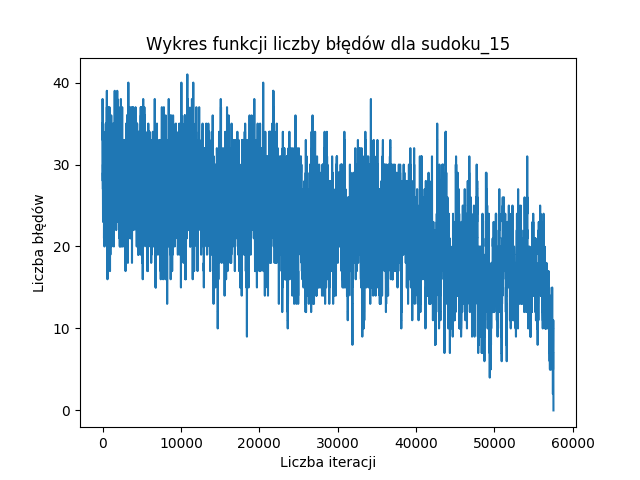 Wykres funkcji liczby błędów dla sudoku_15
Liczba błędów
40
30
20
10
0
0 10000 20000 30000 40000 50000 60000
Liczba iteracji